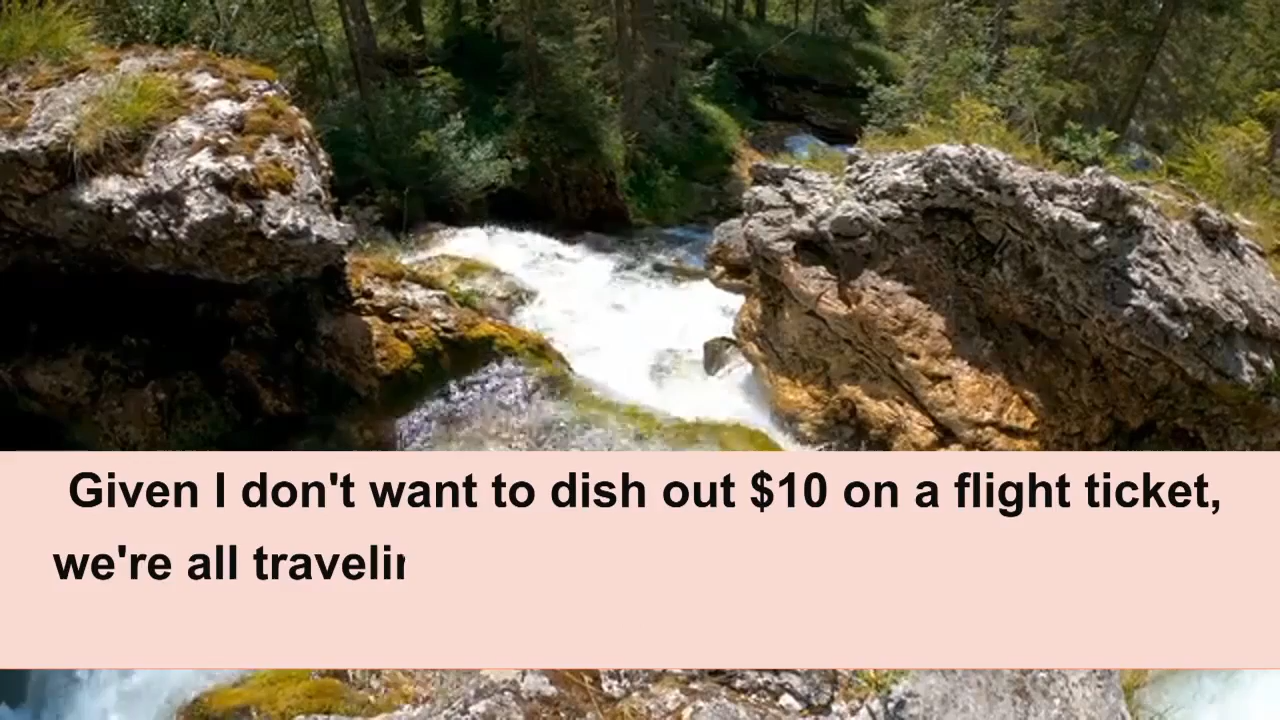 Given I don't want to dish out $10 on a flight ticket,
we're all